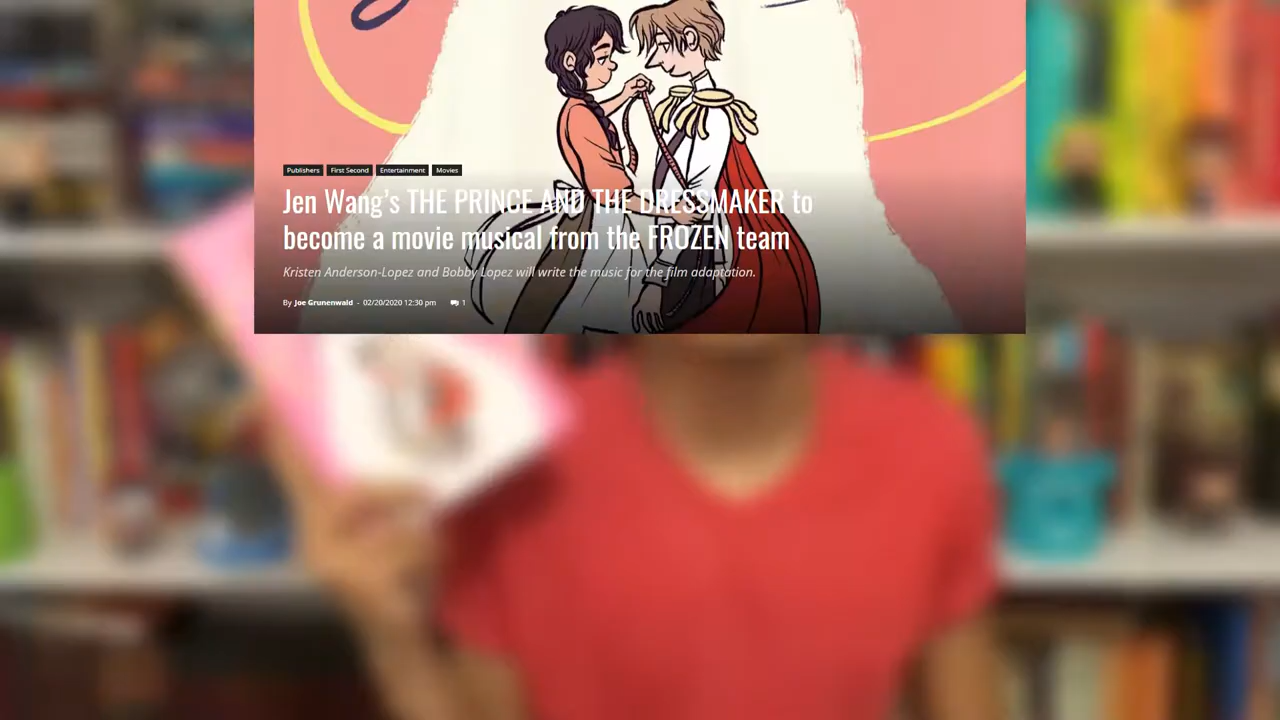 Publishers First Second Entertainment Movies
Jen Wang's THE PRINCE AND THE DRESSMAKER to
become a movie musical from the FROZEN team
Kristen Anderson-Lopez and Bobby Lopez will write the music for the film adaptation.
By Joe Grunenwald - 02/20/2020 12:30 pm 1